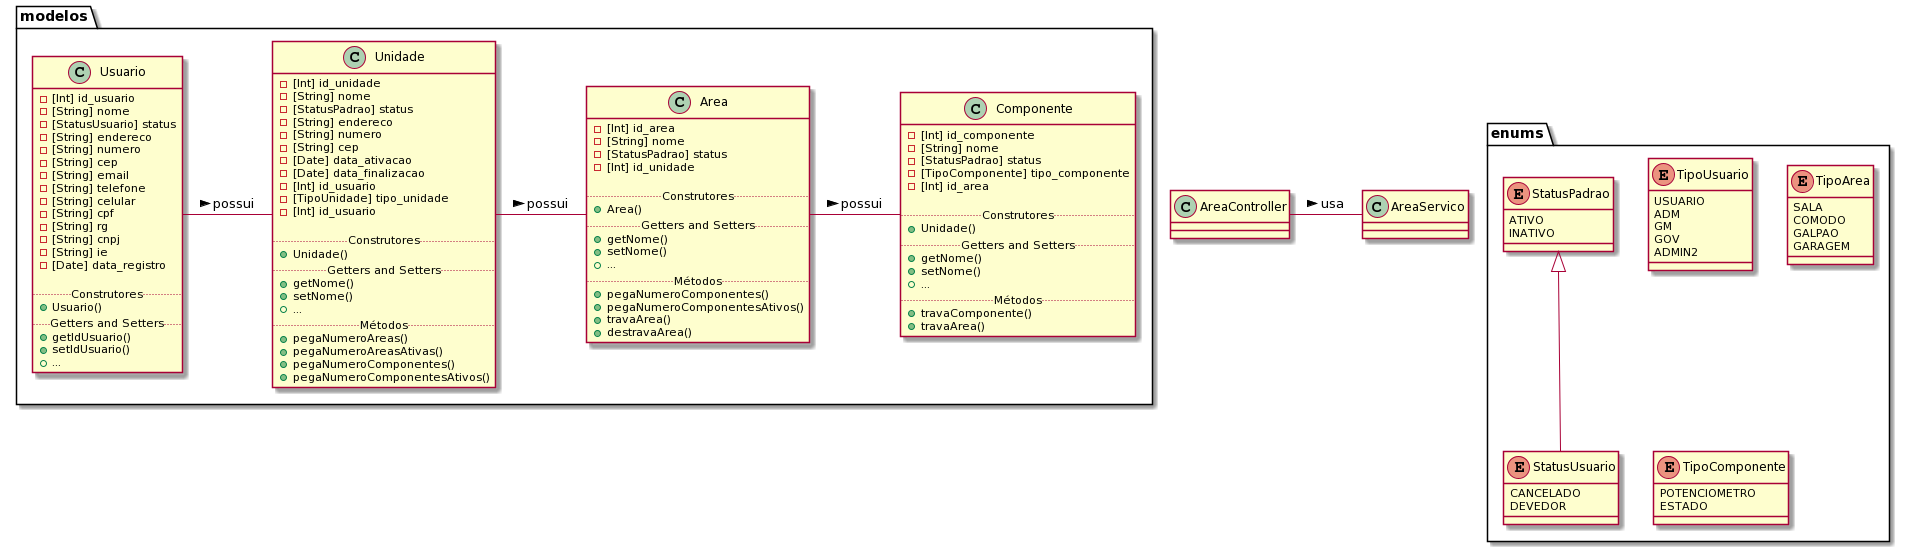 modelos
C Usuario
[Int] id_usuario
[String] nome
[StatusUsuario] status
[String] endereco
[String] numero
[String] cep
[String] email
[String] telefone
[String] celular
[String] cpf
[String] rg
[String] cnpj
[String] ie
[Date] data_registro
Construtores
Usuario()
Getters and Setters
getIdUsuario()
setIdUsuario()
...
possui
C Unidade
[Int] id_unidade
[String] nome
[StatusPadrao] status
[String] endereco
[String] numero
[String] cep
[Date] data_ativacao
[Date] data_finalizacao
[Int] id_usuario
[TipoUnidade] tipo_unidade
[Int] id_usuario
Construtores
Unidade()
Getters and Setters
getNome()
setNome()
...
Métodos
pegaNumeroAreas()
pegaNumeroAreasAtivas()
pegaNumeroComponentes()
pegaNumeroComponentesAtivos()
possui
C Area
[Int] id_area
[String] nome
[StatusPadrao] status
[Int] id_unidade
Construtores
Area()
Getters and Setters
getNome()
setNome()
...
Métodos
pegaNumeroComponentes()
pegaNumeroComponentesAtivos()
travaArea()
destravaArea()
possui
C Componente
[Int] id_componente
[String] nome
[StatusPadrao] status
[TipoComponente] tipo_componente
[Int] id_area
Construtores
Unidade()
Getters and Setters
getNome()
setNome()
...
Métodos
travaComponente()
travaArea()
C AreaController
usa
C AreaServico
enums
E StatusPadrao
ATIVO
INATIVO
E TipoUsuario
USUARIO
ADM
GM
GOV
ADMIN2
E TipoArea
SALA
COMODO
GALPAO
GARAGEM
E StatusUsuario
CANCELADO
DEVEDOR
E TipoComponente
POTENCIOMETRO
ESTADO